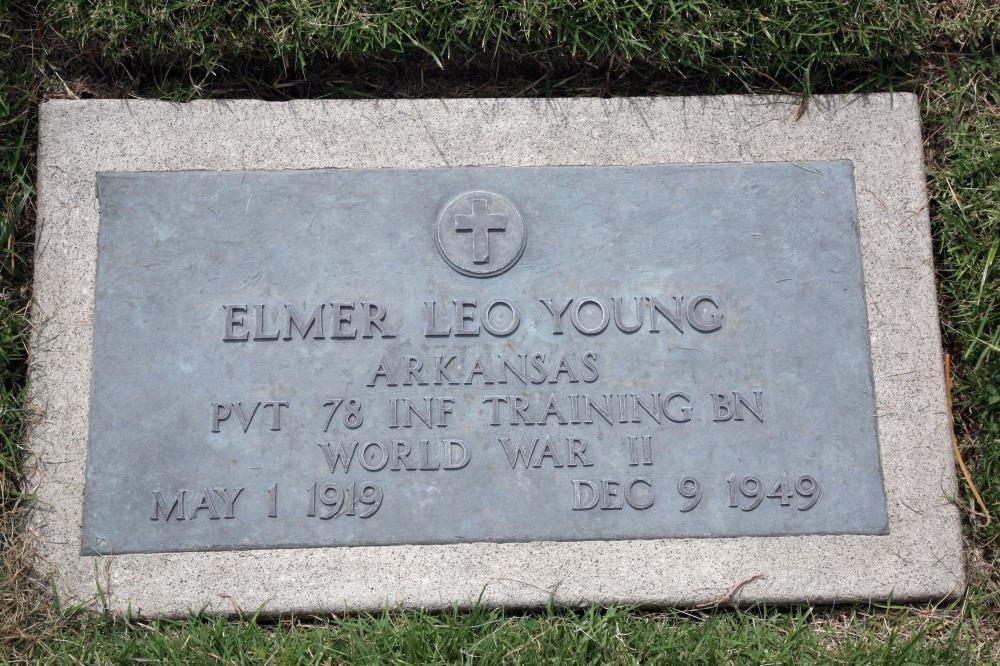 ELMER LEO YOUNG
ARKANSAS
PVT 78 INF TRAINING BN
WORLD WAR II
MAY 1 1919 DEC 9 1949